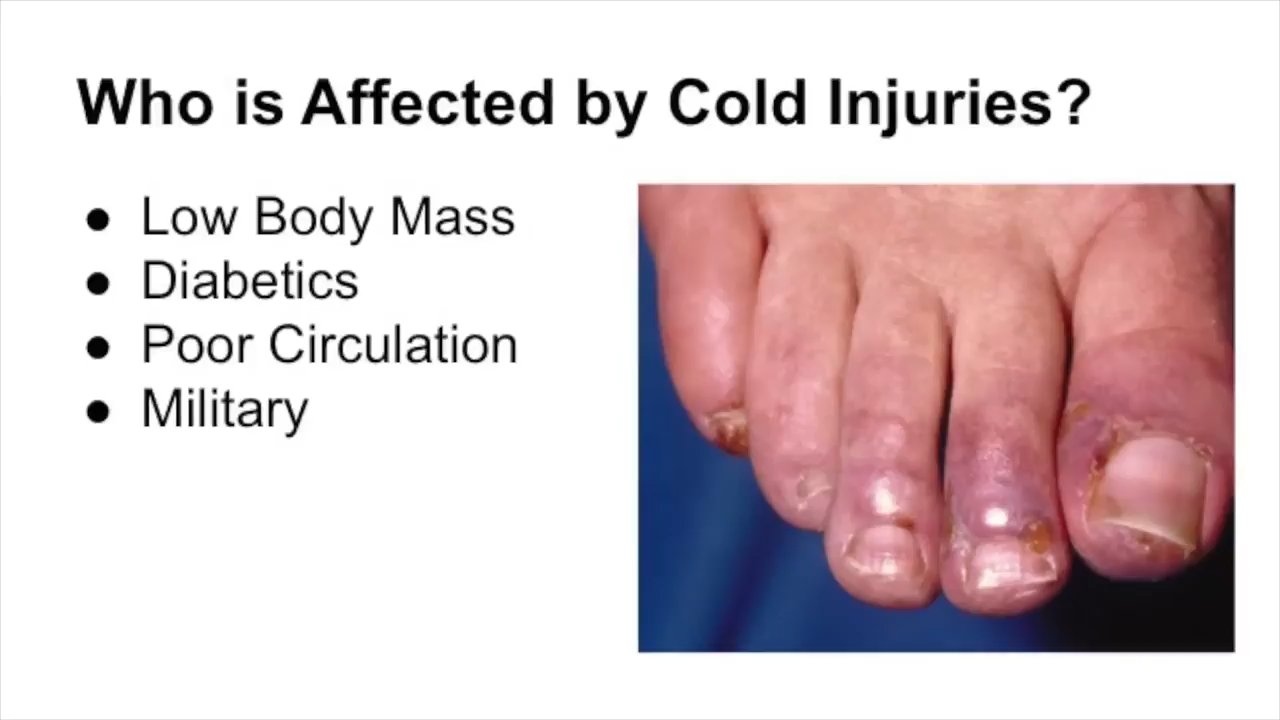 Who is Affected by Cold Injuries?
● Low Body Mass
● Diabetics
● Poor Circulation
● Military